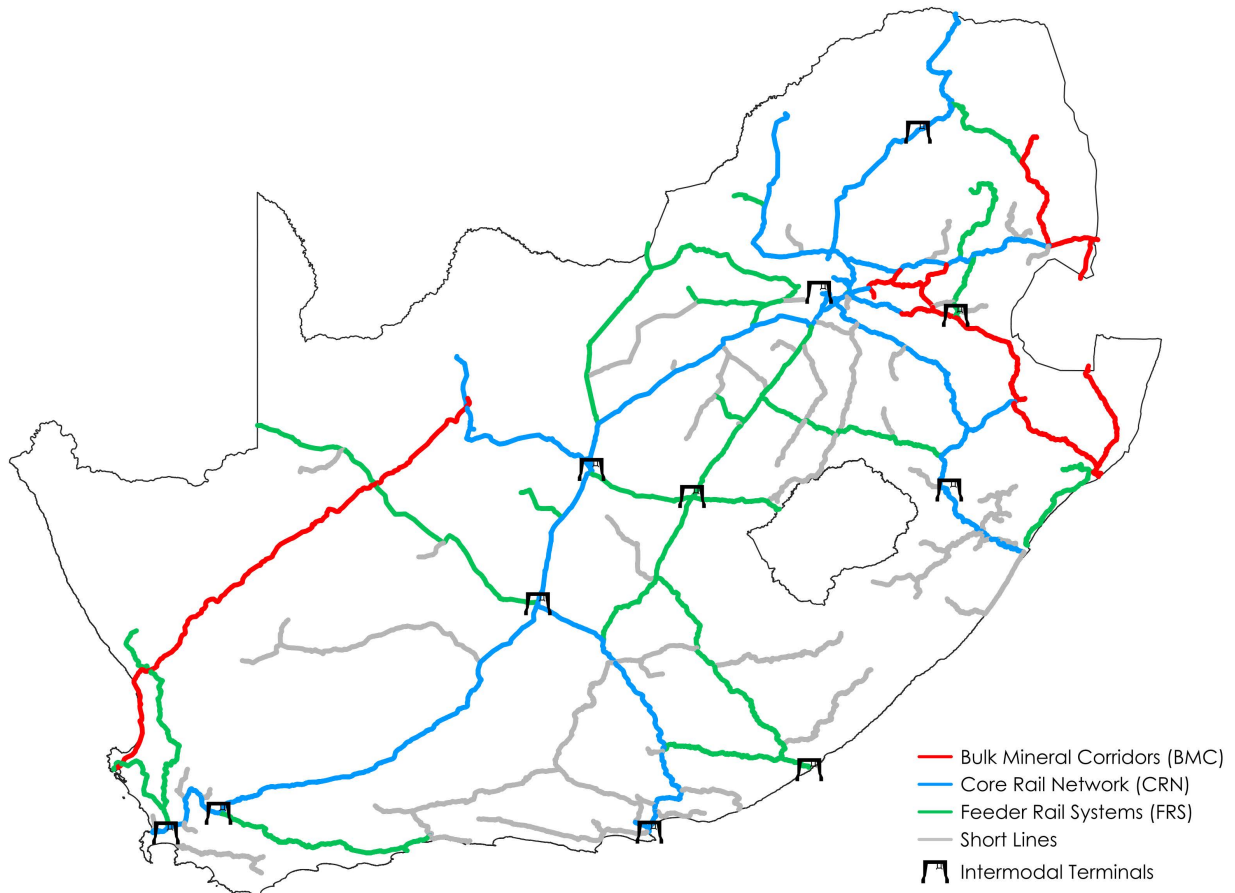 Bulk Mineral Corridors (BMC)
Core Rail Network (CRN)
Feeder Rail Systems (FRS)
Short Lines
Intermodal Terminals